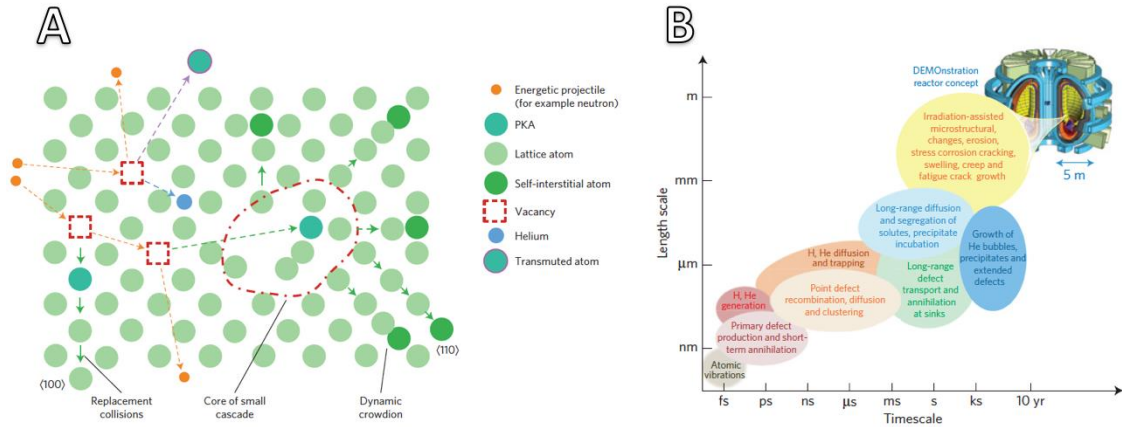 A
Energetic projectile
(for example neutron)
PKA
Lattice atom
Self-interstitial atom
Vacancy
Helium
Transmuted atom
⟨100⟩
⟨110⟩
Replacement
collisions
Core of small
cascade
Dynamic
crowdion
B
DEMOnstration
reactor concept
5 m
Length scale
m
mm
μm
nm
Irradiation-assisted
microstructural,
changes, erosion,
stress corrosion cracking,
swelling, creep and
fatigue crack growth
Long-range diffusion
and segregation of
solutes, precipitate
incubation
Growth of
He bubbles,
precipitates and
extended
defects
H, He diffusion
and trapping
Long-range
defect
transport and
annihilation
at sinks
Point defect
recombination, diffusion
and clustering
H, He
generation
Primary defect
production and short-
term annihilation
Atomic
vibrations
fs ps ns μs ms s ks 10 yr
Timescale